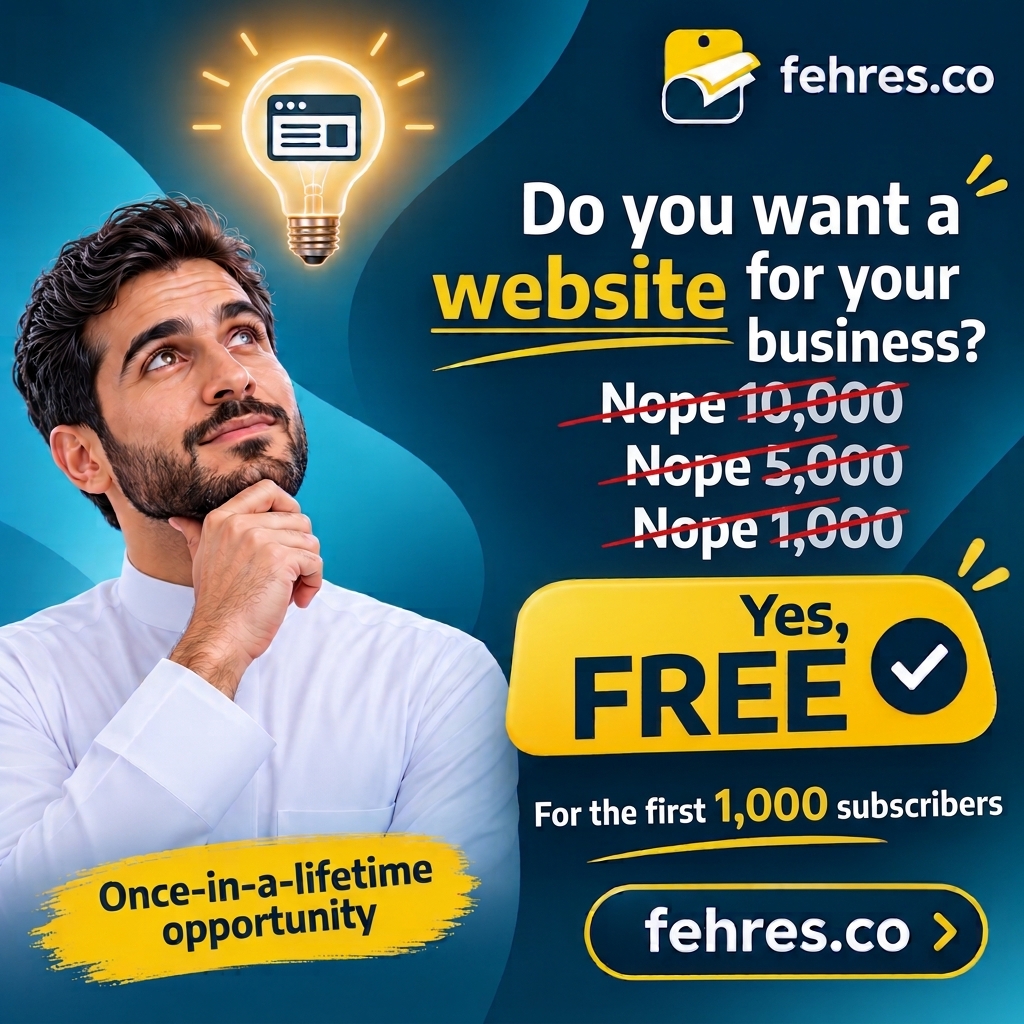 fehres.co
Do you want a
website for your
business?
Nope 10,000
Nope 5,000
Nope 1,000
Yes,
FREE
For the first 1,000 subscribers
Once-in-a-lifetime
opportunity
fehres.co